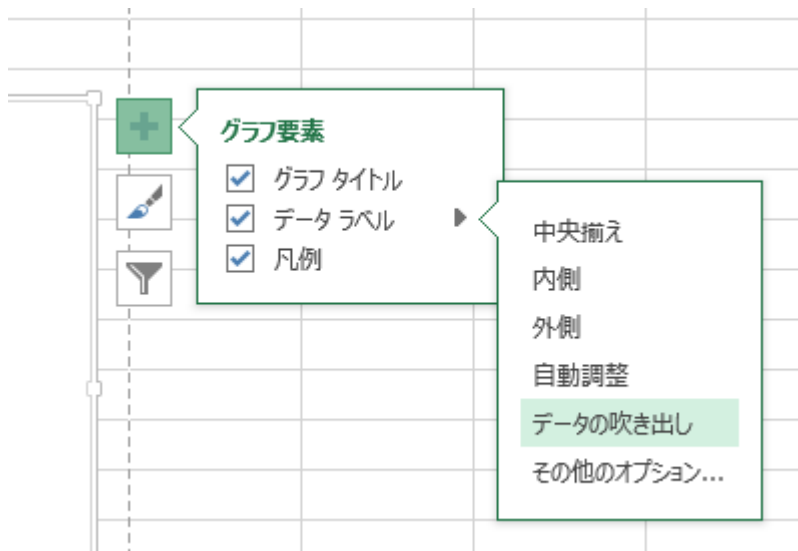 グラフ要素
グラフ タイトル
データ ラベル
凡例
中央揃え
内側
外側
自動調整
データの吹き出し
その他のオプション...